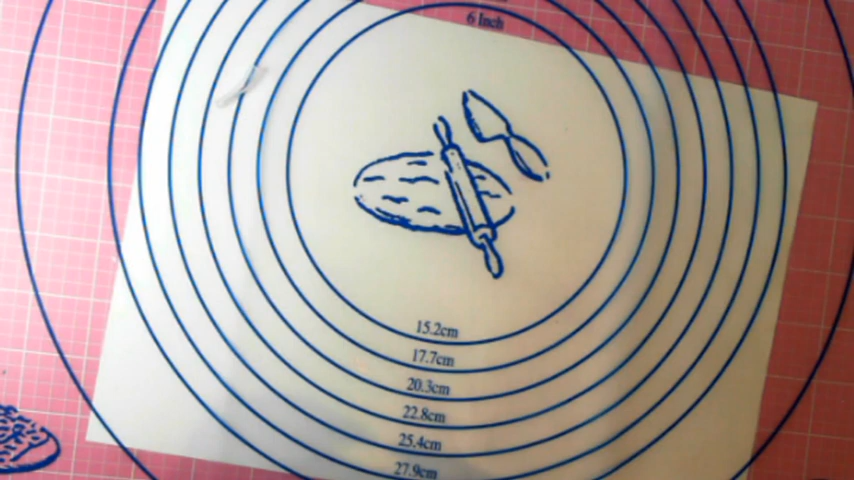 6 Inch
15.2cm
17.7cm
20.3cm
22.8cm
25.4cm
27.9cm